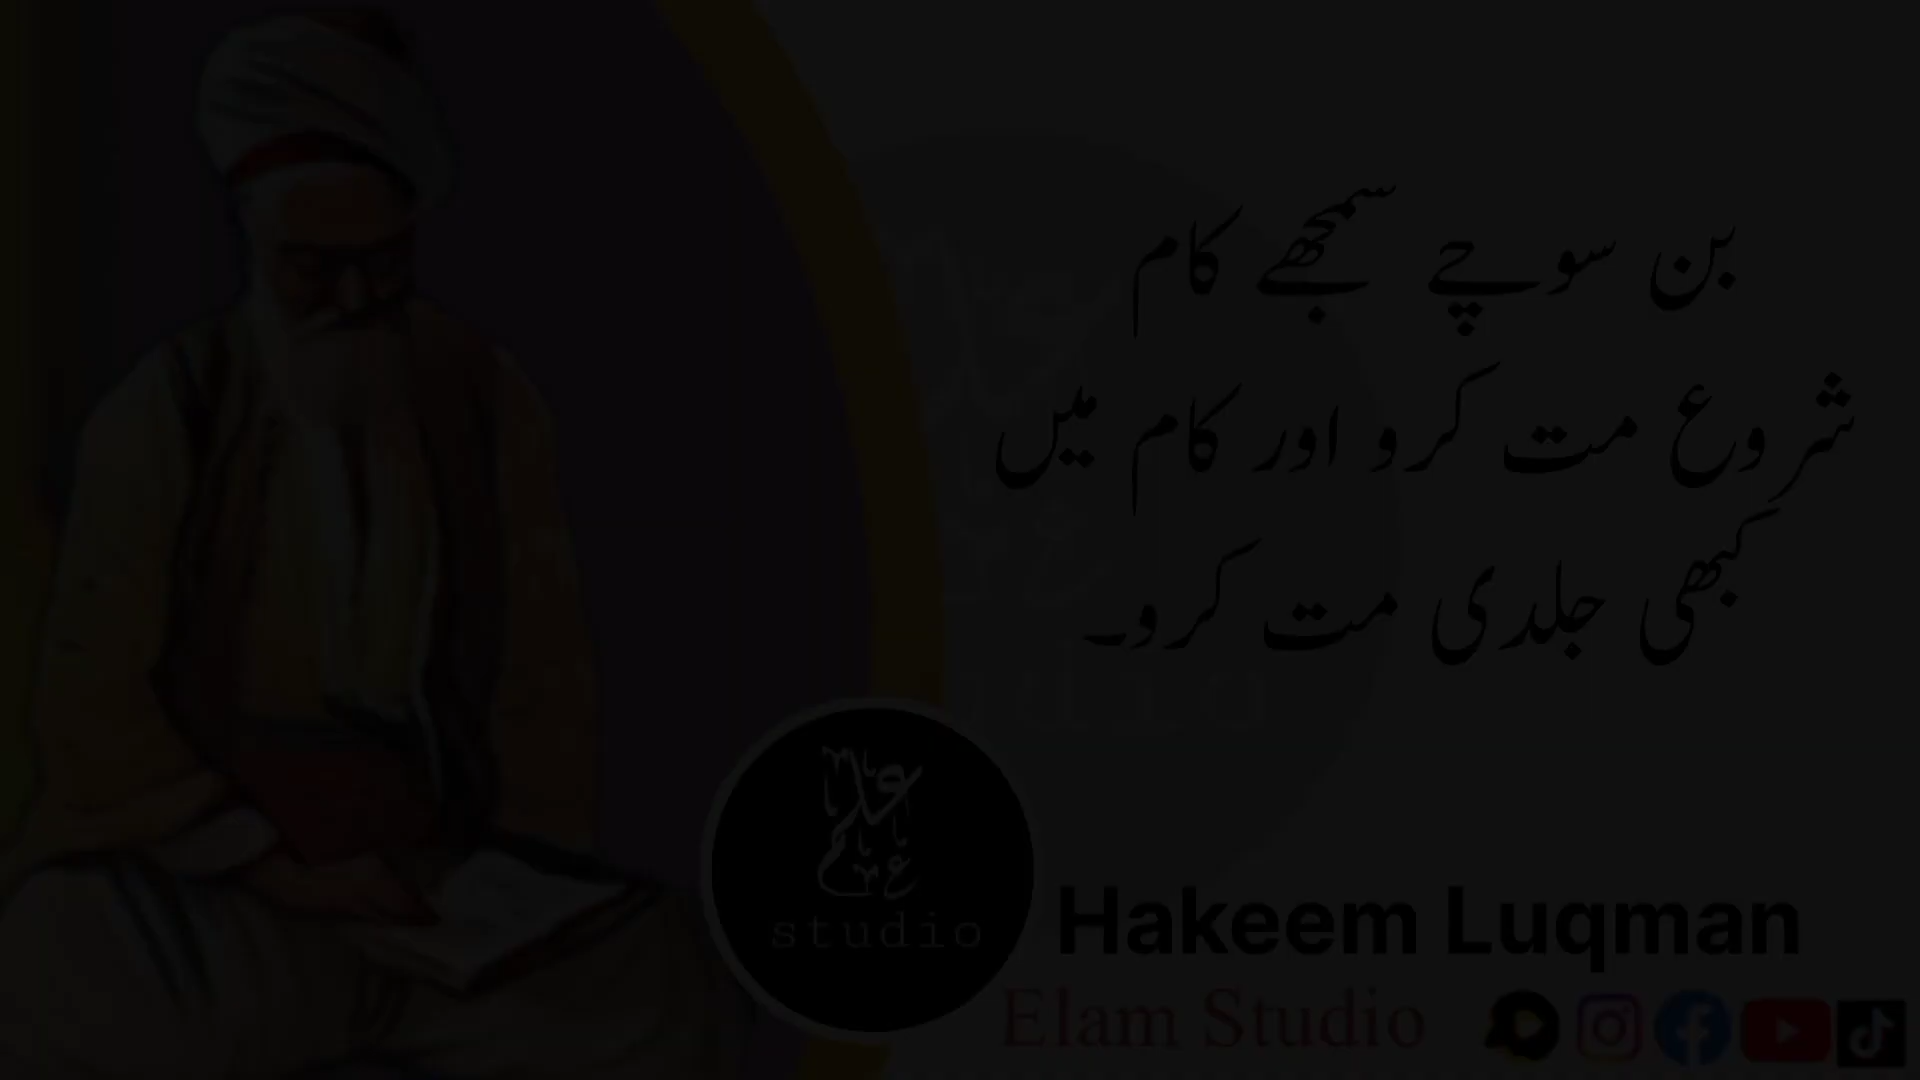 بن سوچے سمجھے کام
شروع مت کرو اور کام میں
کبھی جلدی مت کرو۔
علم
studio
Hakeem Luqman
Elam Studio